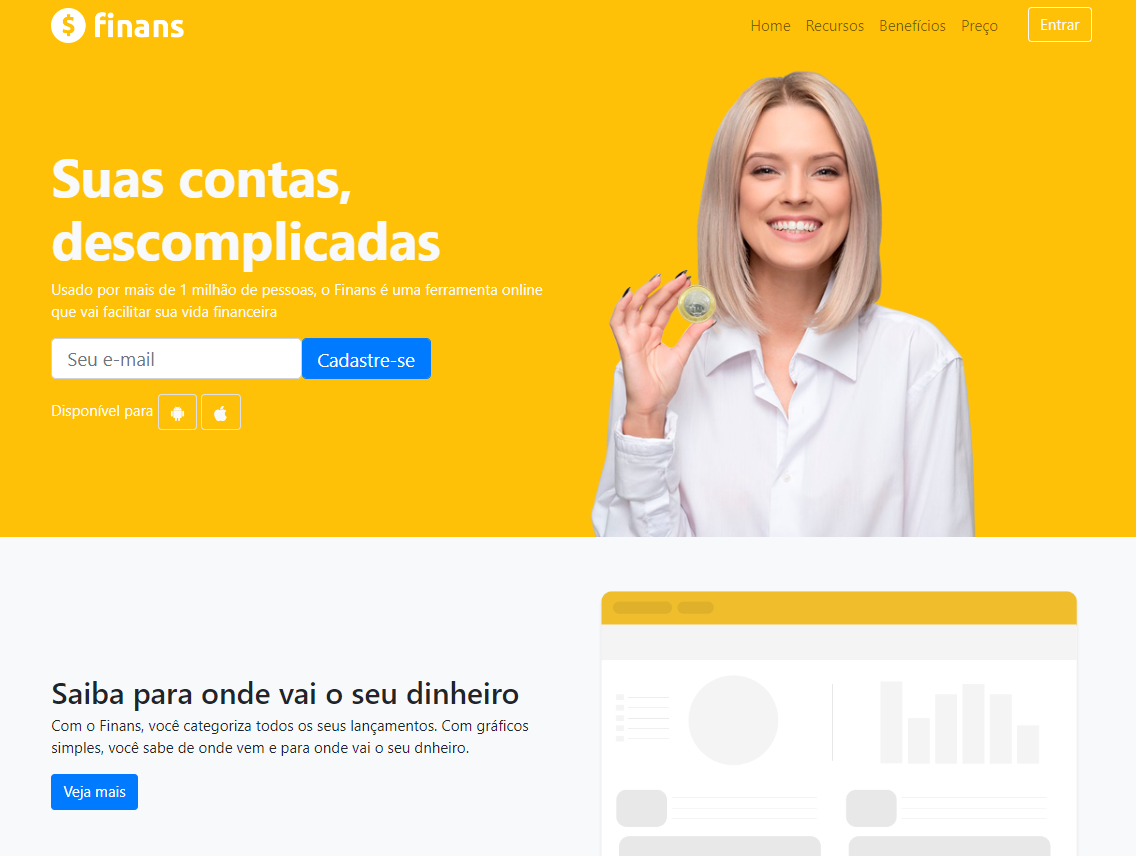 $ finans
Home Recursos Benefícios Preço Entrar
Suas contas,
descomplicadas
Usado por mais de 1 milhão de pessoas, o Finans é uma ferramenta online
que vai facilitar sua vida financeira
Seu e-mail Cadastre-se
Disponível para
Saiba para onde vai o seu dinheiro
Com o Finans, você categoriza todos os seus lançamentos. Com gráficos
simples, você sabe de onde vem e para onde vai o seu dnheiro.
Veja mais